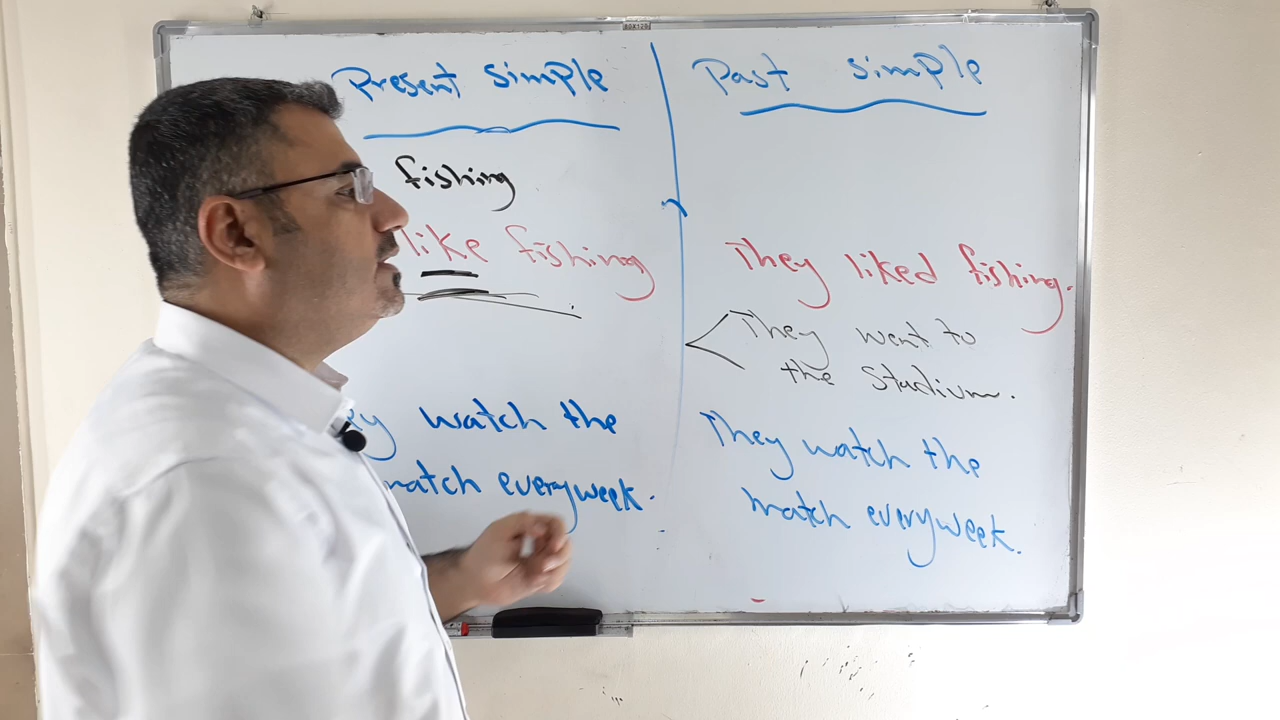 Present simple
fishing
like fishing
watch the
match everyweek.
Past simple
They liked fishing.
They went to
the stadium.
They watch the
match everyweek.